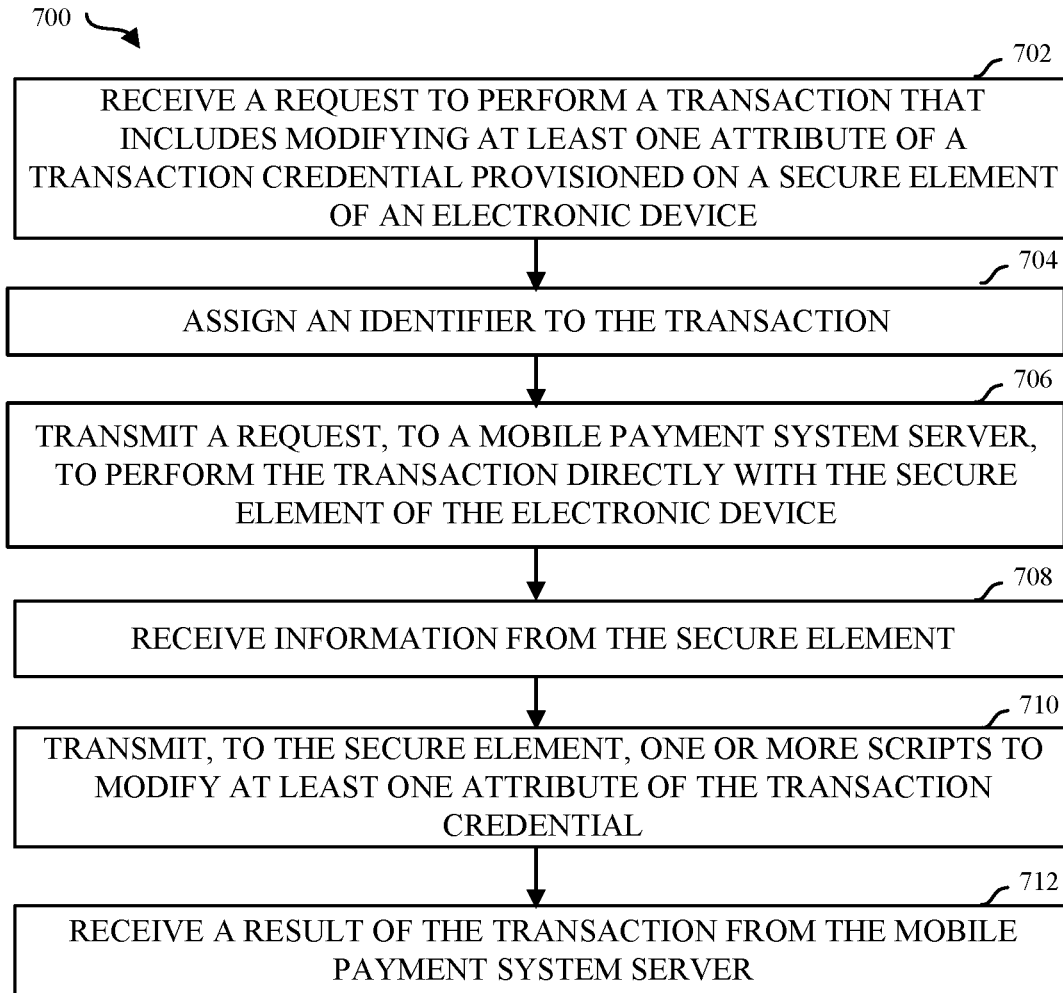 700
702
RECEIVE A REQUEST TO PERFORM A TRANSACTION THAT
INCLUDES MODIFYING AT LEAST ONE ATTRIBUTE OF A
TRANSACTION CREDENTIAL PROVISIONED ON A SECURE ELEMENT
OF AN ELECTRONIC DEVICE
704
ASSIGN AN IDENTIFIER TO THE TRANSACTION
706
TRANSMIT A REQUEST, TO A MOBILE PAYMENT SYSTEM SERVER,
TO PERFORM THE TRANSACTION DIRECTLY WITH THE SECURE
ELEMENT OF THE ELECTRONIC DEVICE
708
RECEIVE INFORMATION FROM THE SECURE ELEMENT
710
TRANSMIT, TO THE SECURE ELEMENT, ONE OR MORE SCRIPTS TO
MODIFY AT LEAST ONE ATTRIBUTE OF THE TRANSACTION
CREDENTIAL
712
RECEIVE A RESULT OF THE TRANSACTION FROM THE MOBILE
PAYMENT SYSTEM SERVER